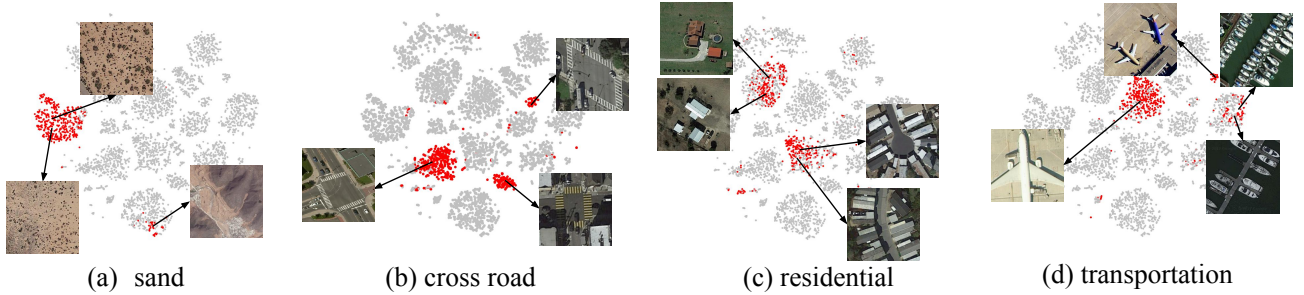 (a) sand
(b) cross road
(c) residential
(d) transportation